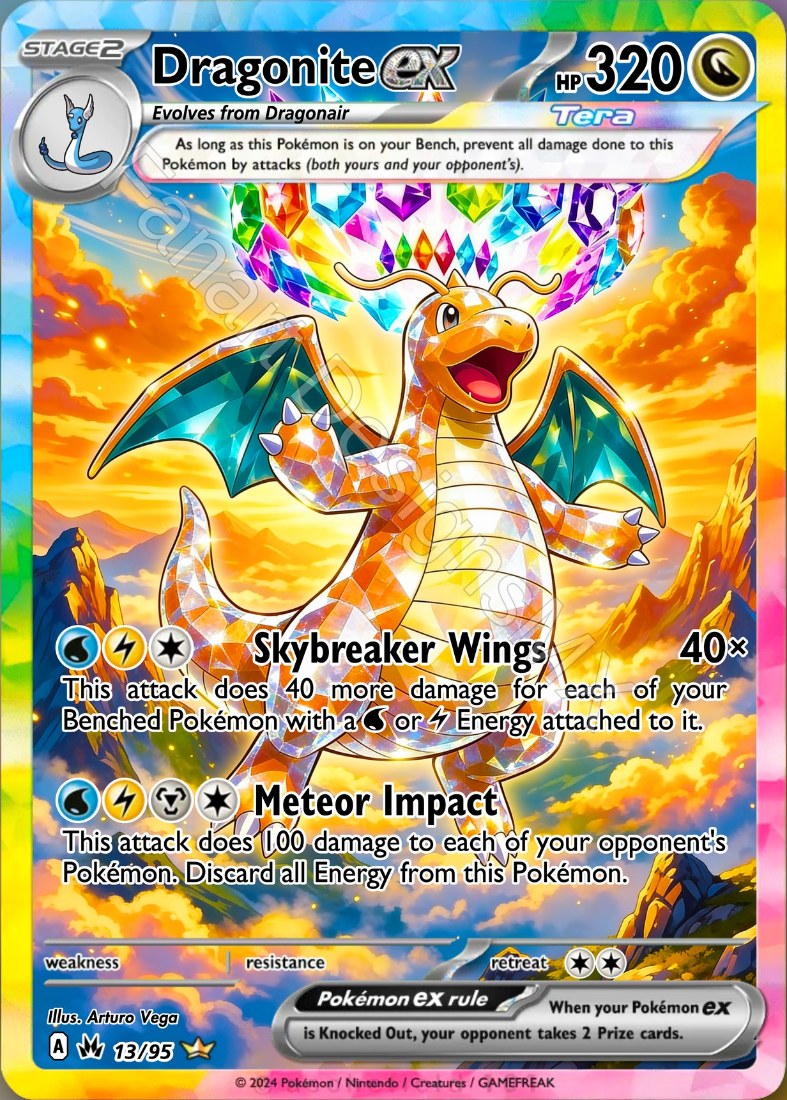 STAGE2
Dragonite ex
HP 320
Evolves from Dragonair
Tera
As long as this Pokémon is on your Bench, prevent all damage done to this
Pokémon by attacks (both yours and your opponent's).
Skybreaker Wings 40×
This attack does 40 more damage for each of your
Benched Pokémon with a or Energy attached to it.
Meteor Impact
This attack does 100 damage to each of your opponent's
Pokémon. Discard all Energy from this Pokémon.
weakness resistance retreat
Pokémon ex rule
When your Pokémon ex
is Knocked Out, your opponent takes 2 Prize cards.
Illus. Arturo Vega
A 13/95
© 2024 Pokémon / Nintendo / Creatures / GAMEFREAK